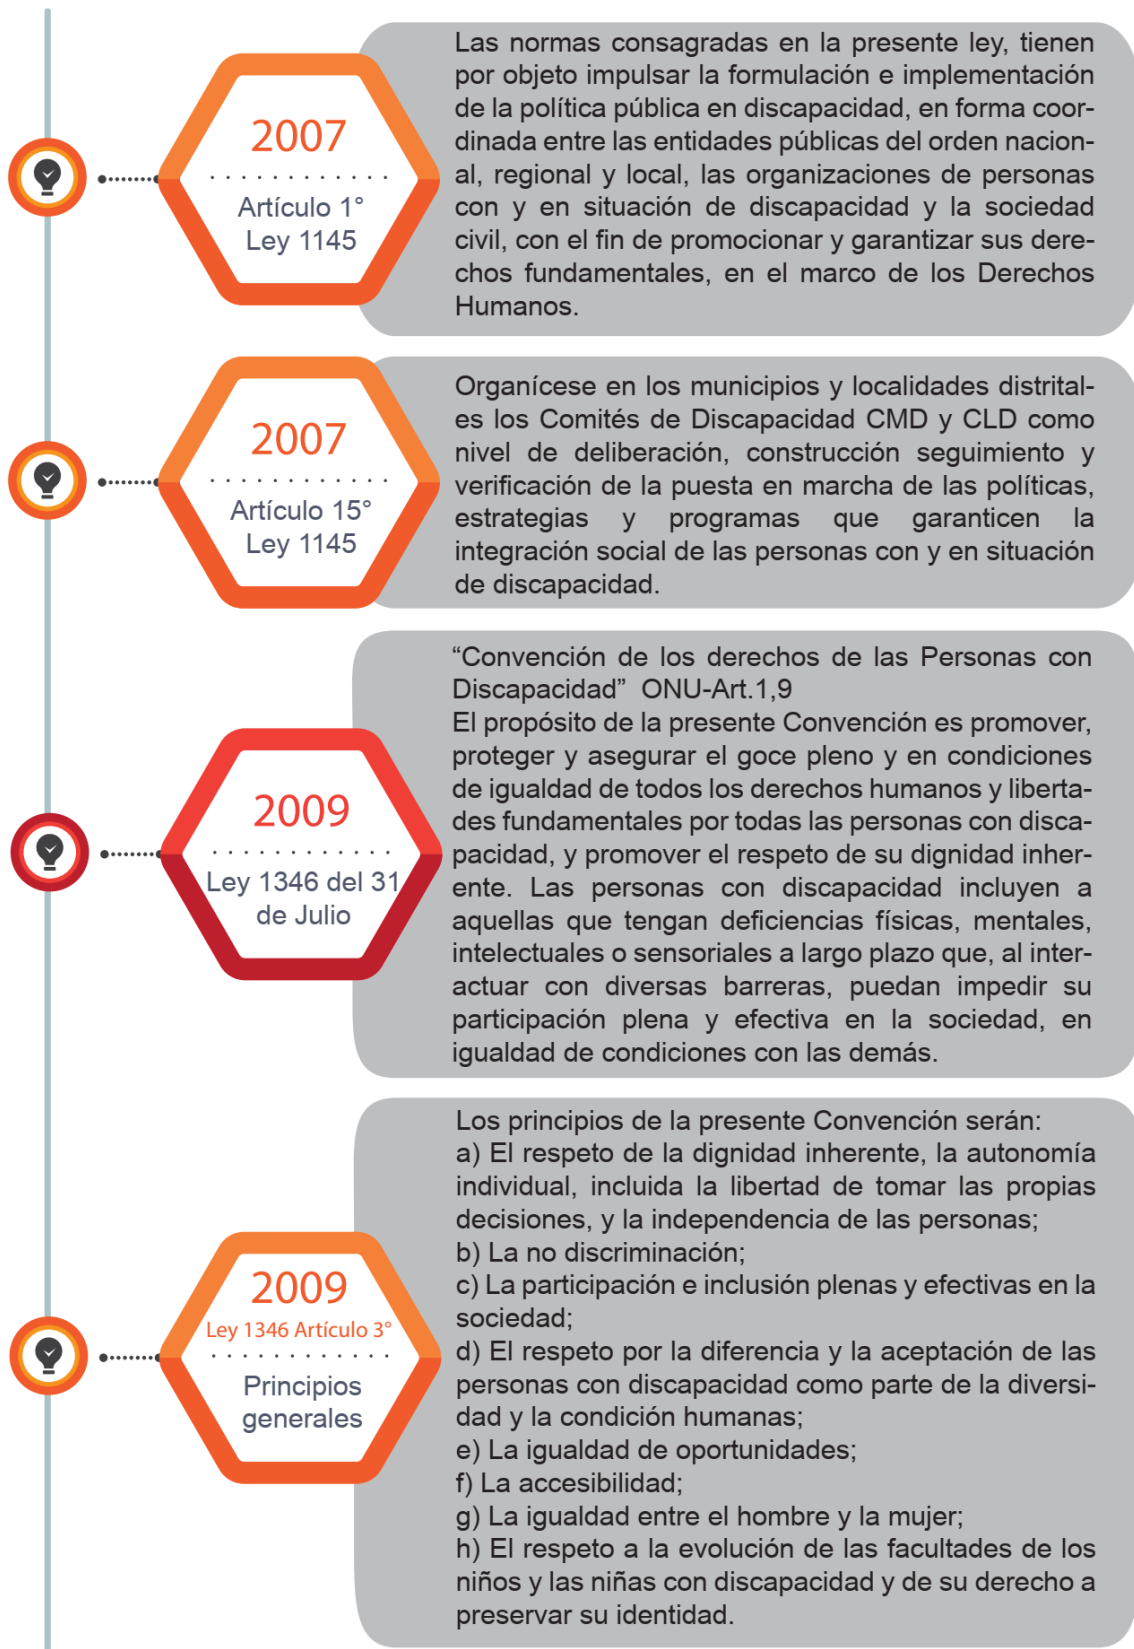 2007
Artículo 1°
Ley 1145
Las normas consagradas en la presente ley, tienen
por objeto impulsar la formulación e implementación
de la política pública en discapacidad, en forma coor-
dinada entre las entidades públicas del orden nacion-
al, regional y local, las organizaciones de personas
con y en situación de discapacidad y la sociedad
civil, con el fin de promocionar y garantizar sus dere-
chos fundamentales, en el marco de los Derechos
Humanos.
2007
Artículo 15°
Ley 1145
Organícese en los municipios y localidades distrital-
es los Comités de Discapacidad CMD y CLD como
nivel de deliberación, construcción seguimiento y
verificación de la puesta en marcha de las políticas,
estrategias y programas que garanticen la
integración social de las personas con y en situación
de discapacidad.
2009
Ley 1346 del 31
de Julio
“Convención de los derechos de las Personas con
Discapacidad” ONU-Art.1,9
El propósito de la presente Convención es promover,
proteger y asegurar el goce pleno y en condiciones
de igualdad de todos los derechos humanos y liberta-
des fundamentales por todas las personas con disca-
pacidad, y promover el respeto de su dignidad inher-
ente. Las personas con discapacidad incluyen a
aquellas que tengan deficiencias físicas, mentales,
intelectuales o sensoriales a largo plazo que, al inter-
actuar con diversas barreras, puedan impedir su
participación plena y efectiva en la sociedad, en
igualdad de condiciones con las demás.
2009
Ley 1346 Artículo 3°
Principios
generales
Los principios de la presente Convención serán:
a) El respeto de la dignidad inherente, la autonomía
individual, incluida la libertad de tomar las propias
decisiones, y la independencia de las personas;
b) La no discriminación;
c) La participación e inclusión plenas y efectivas en la
sociedad;
d) El respeto por la diferencia y la aceptación de las
personas con discapacidad como parte de la diversi-
dad y la condición humanas;
e) La igualdad de oportunidades;
f) La accesibilidad;
g) La igualdad entre el hombre y la mujer;
h) El respeto a la evolución de las facultades de los
niños y las niñas con discapacidad y de su derecho a
preservar su identidad.